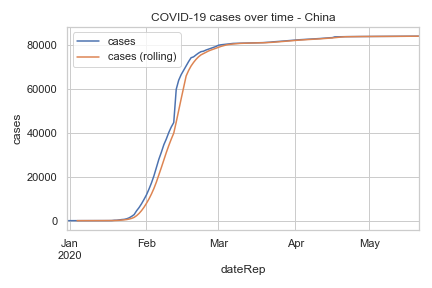 COVID-19 cases over time - China
cases
cases (rolling)
80000
60000
40000
20000
0
cases
Jan
2020
Feb
Mar
Apr
May
dateRep